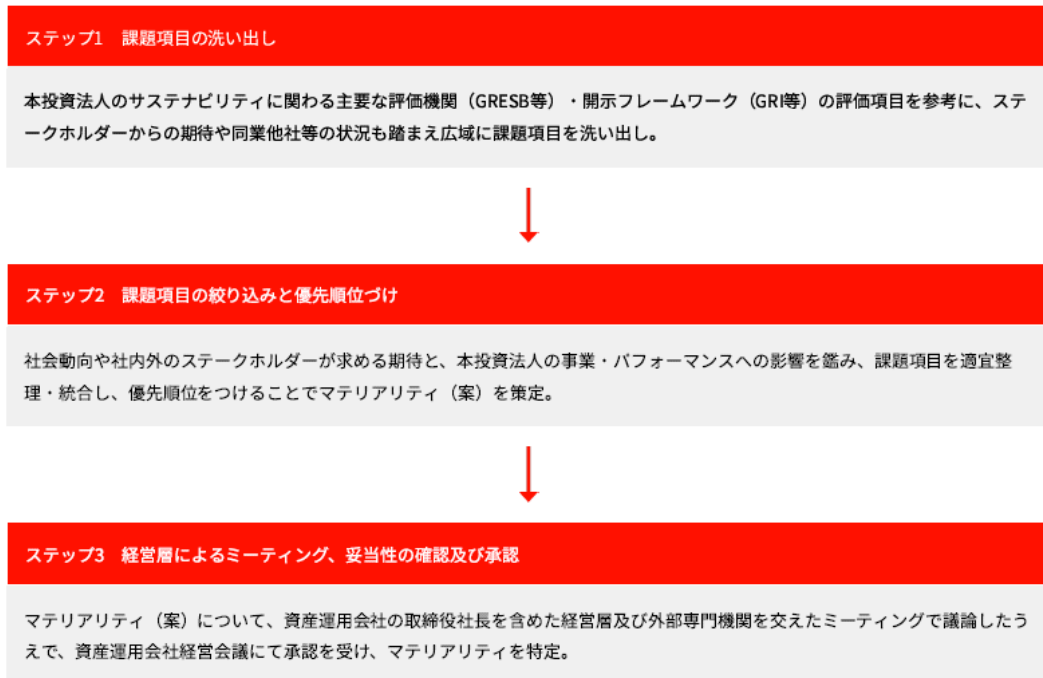 ステップ1　課題項目の洗い出し
本投資法人のサステナビリティに関わる主要な評価機関（GRESB等）・開示フレームワーク（GRI等）の評価項目を参考に、ステ
ークホルダーからの期待や同業他社等の状況も踏まえ広域に課題項目を洗い出し。
ステップ2　課題項目の絞り込みと優先順位づけ
社会動向や社内外のステークホルダーが求める期待と、本投資法人の事業・パフォーマンスへの影響を鑑み、課題項目を適宜整
理・統合し、優先順位をつけることでマテリアリティ（案）を策定。
ステップ3　経営層によるミーティング、妥当性の確認及び承認
マテリアリティ（案）について、資産運用会社の取締役社長を含めた経営層及び外部専門機関を交えたミーティングで議論したう
えで、資産運用会社経営会議にて承認を受け、マテリアリティを特定。